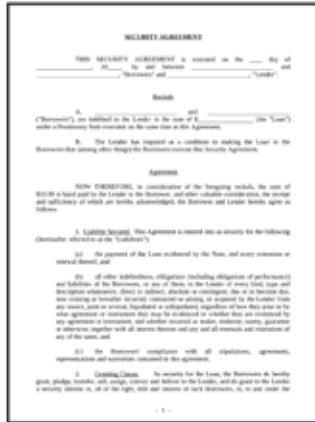 SECURITY AGREEMENT
THIS SECURITY AGREEMENT is executed on the ____ day of
______________, 20____ by and between ______________ and
______________, "Borrowers" and ______________, "Lender".
Recitals
A. ______________ and ______________
("Borrowers"), are indebted to the Lender in the sum of $__________ (the "Loan")
under a Promissory Note executed on the same date as this Agreement.
B. The Lender has required as a condition to making the Loan to the
Borrowers that (among other things) the Borrowers execute this Security Agreement.
Agreement
NOW THEREFORE, in consideration of the foregoing recitals, the sum of
$10.00 in hand paid by the Lender to the Borrower, and other valuable consideration, the receipt
and sufficiency of which are hereby acknowledged, the Borrower and Lender hereby agree as
follows:
1. Liability Secured. This Agreement is entered into as security for the following
(hereinafter referred to as the "Liabilities"):
(a) the payment of the Loan evidenced by the Note, and every extension or
renewal thereof; and
(b) all other indebtedness, obligations (including obligations of performance)
and liabilities of the Borrowers, or any of them, to the Lender of every kind, type and
description whatsoever, direct or indirect, absolute or contingent, due or to become due,
now existing or hereafter incurred, contracted or arising, or acquired by the Lender from
any source, joint or several, liquidated or unliquidated, regardless of how they arise or by
what agreement or instrument they may be evidenced or whether they are evidenced by
any agreement or instrument, and whether incurred as maker, endorser, surety, guarantor
or otherwise, together with all interest thereon and any and all renewals and extensions of
any of the same; and
(c) the Borrowers' compliance with all stipulations, agreements,
representations and warranties contained in this agreement.
2. Granting Clause. As security for the Loan, the Borrowers do hereby
grant, pledge, transfer, sell, assign, convey and deliver to the Lender, and do grant to the Lender
a security interest in, all of the right, title and interest of such Borrowers, in, to and under the
- 1 -